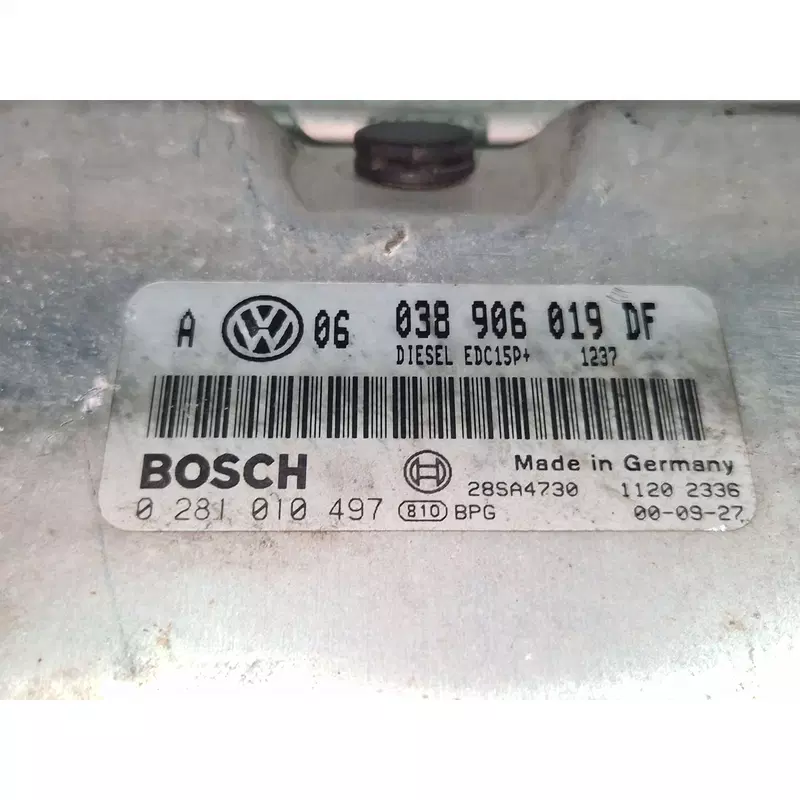 A VW 06 038 906 019 DF
DIESEL EDC15P+ 1237
BOSCH Made in Germany
28SA4730 1120 2336
0 281 010 497 810 BPG 00-09-27